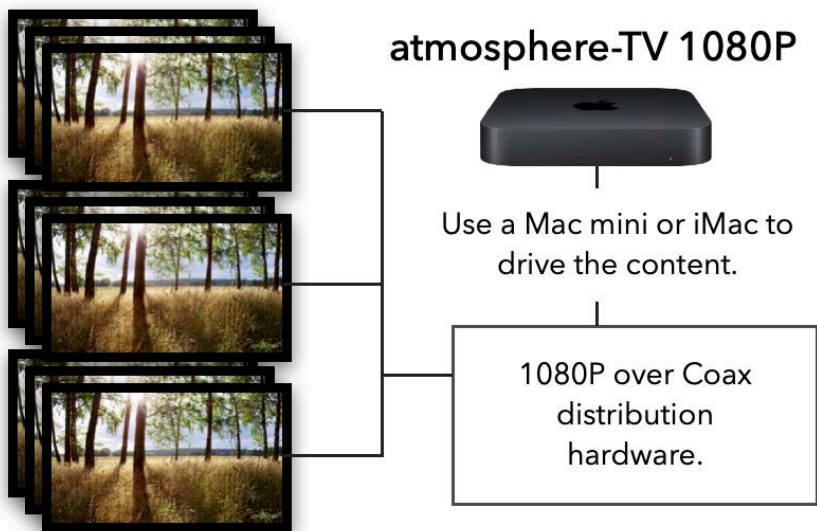 atmosphere-TV 1080P
Use a Mac mini or iMac to
drive the content.
1080P over Coax
distribution
hardware.